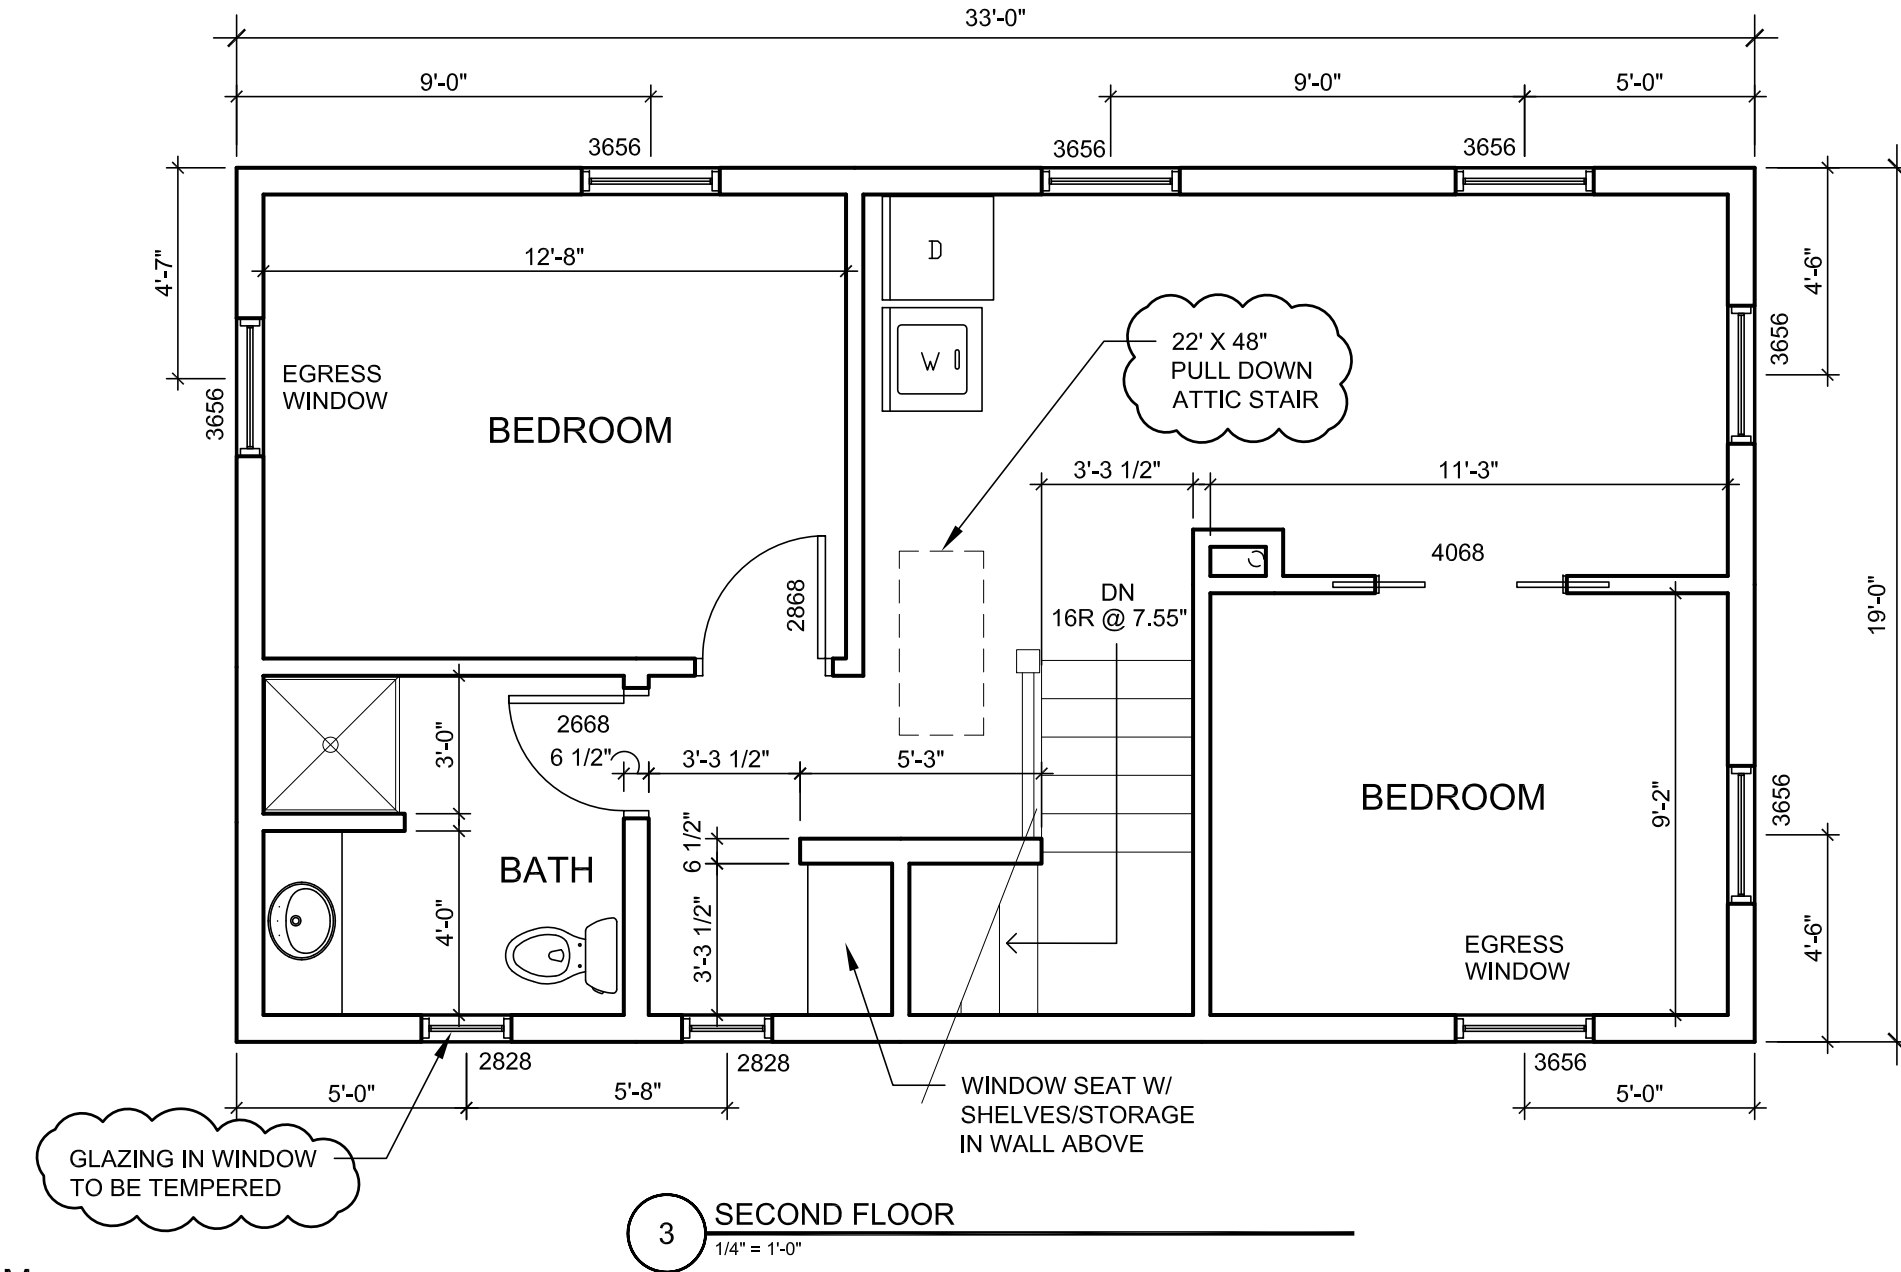 33'-0"
9'-0"
9'-0"
5'-0"
3656
3656
3656
4'-7"
12'-8"
D
4'-6"
3656
22' X 48"
PULL DOWN
ATTIC STAIR
W
EGRESS
WINDOW
3656
BEDROOM
3'-3 1/2"
11'-3"
4068
2868
DN
16R @ 7.55"
19'-0"
2668
6 1/2"
3'-3 1/2"
5'-3"
3'-0"
BEDROOM
9'-2"
3656
6 1/2"
BATH
4'-0"
3'-3 1/2"
EGRESS
WINDOW
4'-6"
2828
2828
3656
5'-0"
5'-8"
5'-0"
WINDOW SEAT W/
SHELVES/STORAGE
IN WALL ABOVE
GLAZING IN WINDOW
TO BE TEMPERED
3
SECOND FLOOR
1/4" = 1'-0"